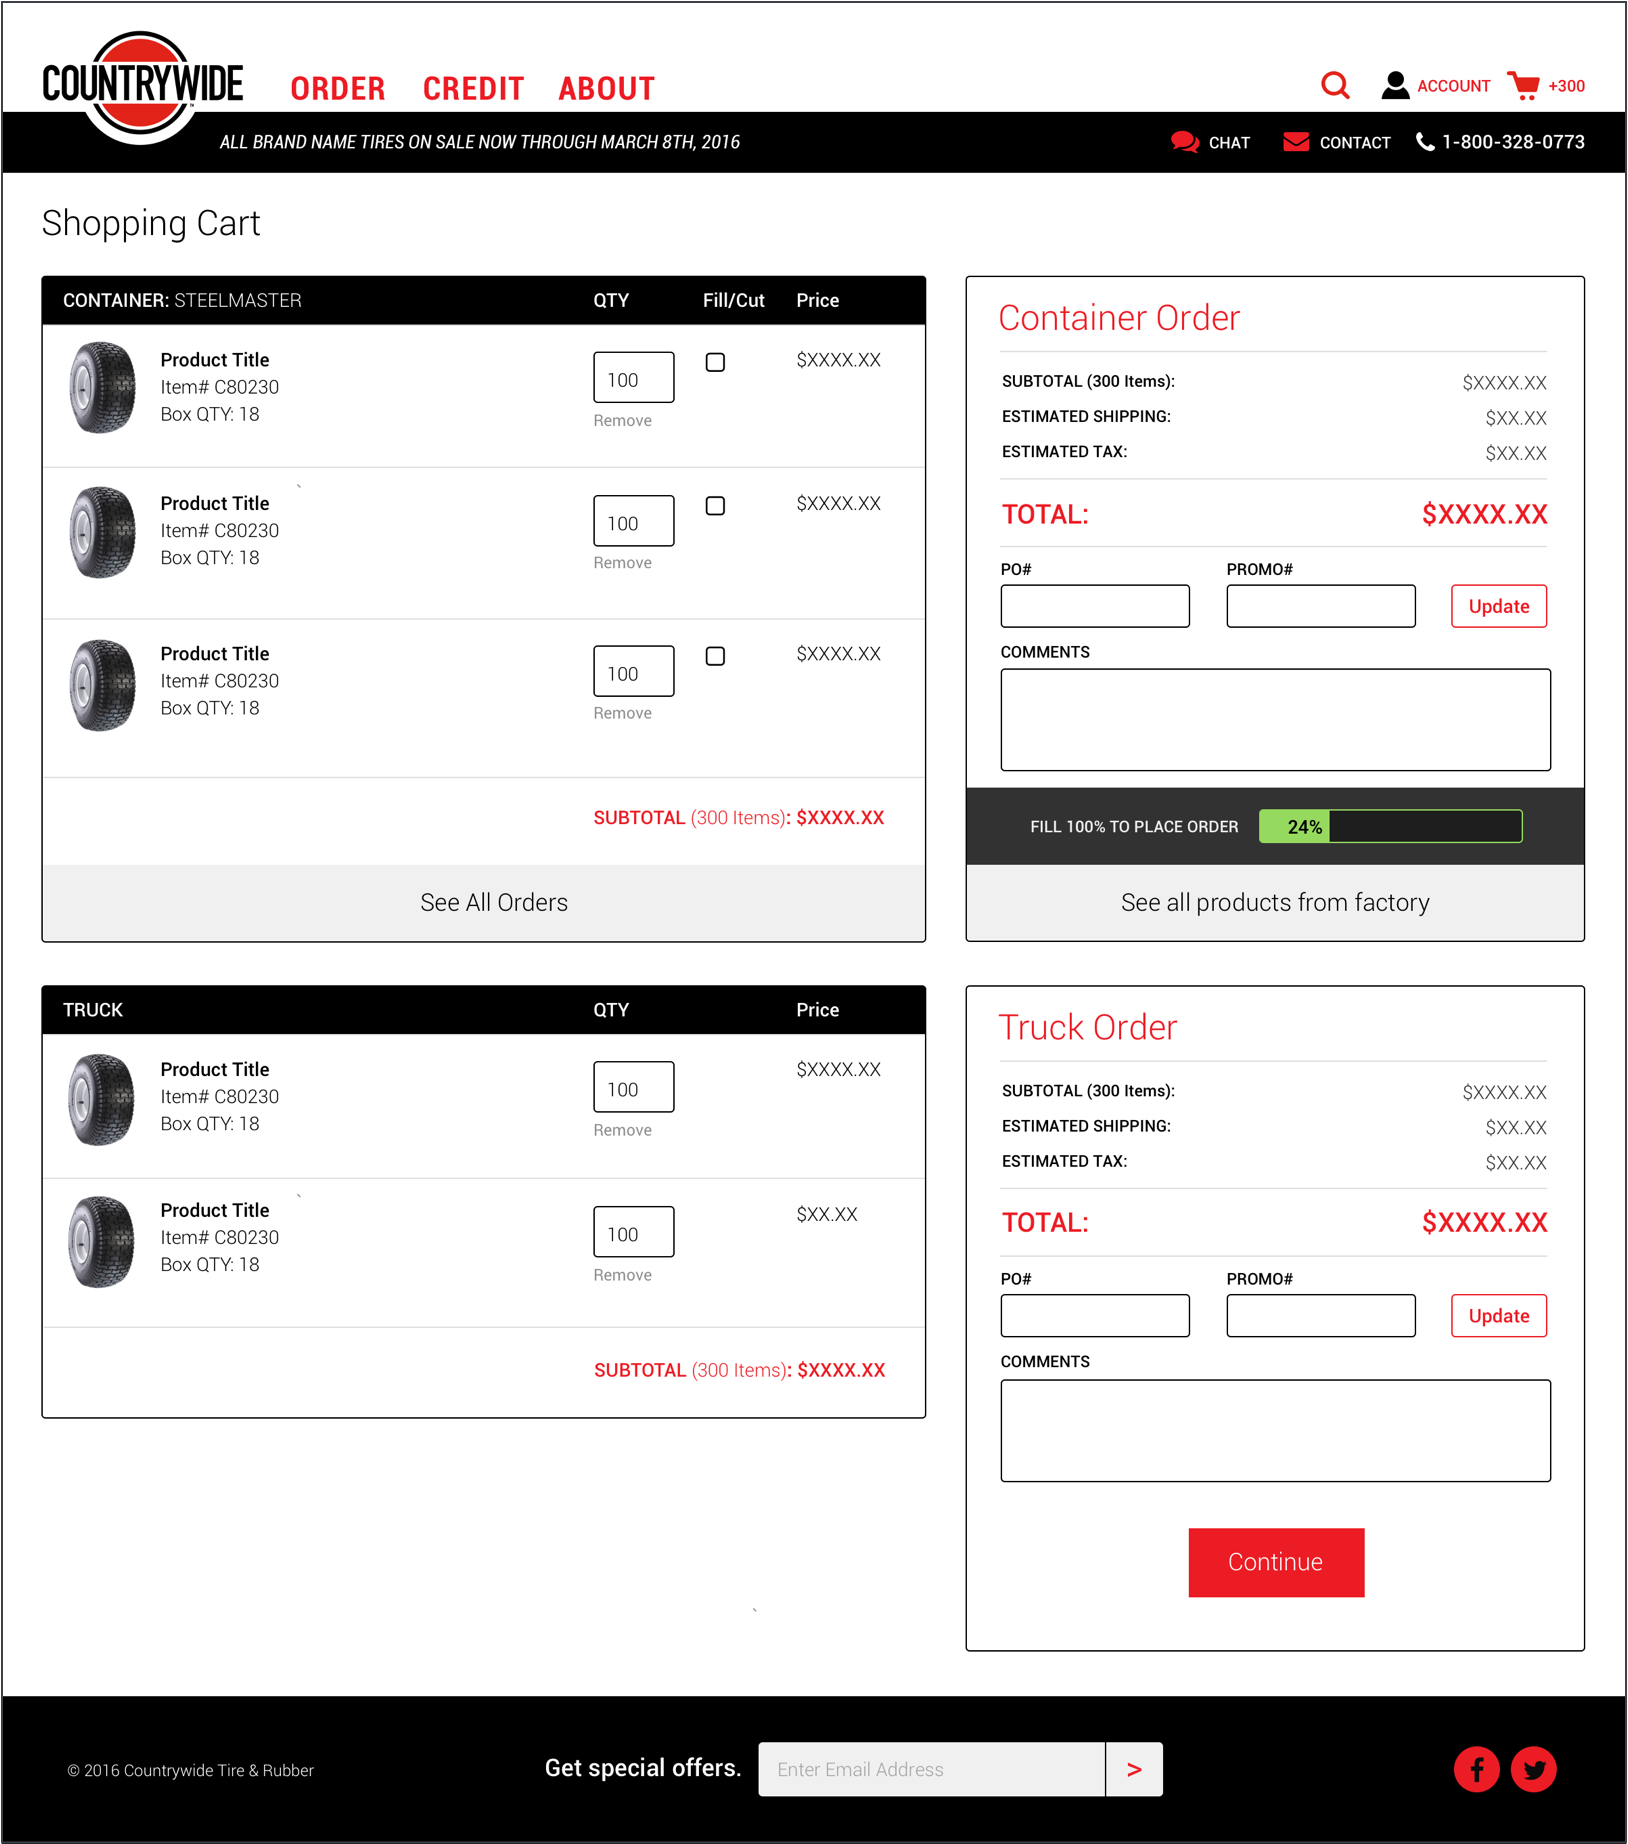 COUNTRYWIDE
ORDER CREDIT ABOUT
ACCOUNT +300
ALL BRAND NAME TIRES ON SALE NOW THROUGH MARCH 8TH, 2016
CHAT CONTACT 1-800-328-0773
Shopping Cart
CONTAINER: STEELMASTER QTY Fill/Cut Price
Product Title
Item# C80230
Box QTY: 18
100
Remove
$XXXX.XX
Product Title
Item# C80230
Box QTY: 18
100
Remove
$XXXX.XX
Product Title
Item# C80230
Box QTY: 18
100
Remove
$XXXX.XX
SUBTOTAL (300 Items): $XXXX.XX
See All Orders
Container Order
SUBTOTAL (300 Items): $XXXX.XX
ESTIMATED SHIPPING: $XX.XX
ESTIMATED TAX: $XX.XX
TOTAL: $XXXX.XX
PO# PROMO#
Update
COMMENTS
FILL 100% TO PLACE ORDER 24%
See all products from factory
TRUCK QTY Price
Product Title
Item# C80230
Box QTY: 18
100
Remove
$XXXX.XX
Product Title
Item# C80230
Box QTY: 18
100
Remove
$XX.XX
SUBTOTAL (300 Items): $XXXX.XX
Truck Order
SUBTOTAL (300 Items): $XXXX.XX
ESTIMATED SHIPPING: $XX.XX
ESTIMATED TAX: $XX.XX
TOTAL: $XXXX.XX
PO# PROMO#
Update
COMMENTS
Continue
© 2016 Countrywide Tire & Rubber
Get special offers. Enter Email Address >